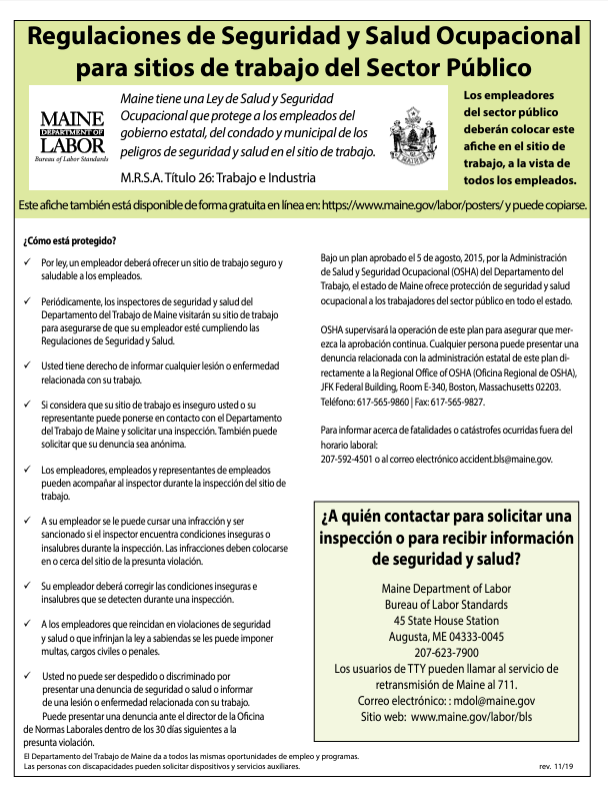 Regulaciones de Seguridad y Salud Ocupacional
para sitios de trabajo del Sector Público
MAINE
DEPARTMENT OF
LABOR
Bureau of Labor Standards
Maine tiene una Ley de Salud y Seguridad
Ocupacional que protege a los empleados del
gobierno estatal, del condado y municipal de los
peligros de seguridad y salud en el sitio de trabajo.
M.R.S.A. Título 26: Trabajo e Industria
MAINE
Los empleadores
del sector público
deberán colocar este
afiche en el sitio de
trabajo, a la vista de
todos los empleados.
Este afiche también está disponible de forma gratuita en línea en: https://www.maine.gov/labor/posters/ y puede copiarse.
¿Cómo está protegido?
✓ Por ley, un empleador deberá ofrecer un sitio de trabajo seguro y
saludable a los empleados.
✓ Periódicamente, los inspectores de seguridad y salud del
Departamento del Trabajo de Maine visitarán su sitio de trabajo
para asegurarse de que su empleador esté cumpliendo las
Regulaciones de Seguridad y Salud.
✓ Usted tiene derecho de informar cualquier lesión o enfermedad
relacionada con su trabajo.
✓ Si considera que su sitio de trabajo es inseguro usted o su
representante puede ponerse en contacto con el Departamento
del Trabajo de Maine y solicitar una inspección. También puede
solicitar que su denuncia sea anónima.
✓ Los empleadores, empleados y representantes de empleados
pueden acompañar al inspector durante la inspección del sitio de
trabajo.
✓ A su empleador se le puede cursar una infracción y ser
sancionado si el inspector encuentra condiciones inseguras o
insalubres durante la inspección. Las infracciones deben colocarse
en o cerca del sitio de la presunta violación.
✓ Su empleador deberá corregir las condiciones inseguras e
insalubres que se detecten durante una inspección.
✓ A los empleadores que reincidan en violaciones de seguridad
y salud o que infrinjan la ley a sabiendas se les puede imponer
multas, cargos civiles o penales.
✓ Usted no puede ser despedido o discriminado por
presentar una denuncia de seguridad o salud o informar
de una lesión o enfermedad relacionada con su trabajo.
Puede presentar una denuncia ante el director de la Oficina
de Normas Laborales dentro de los 30 días siguientes a la
presunta violación.
Bajo un plan aprobado el 5 de agosto, 2015, por la Administración
de Salud y Seguridad Ocupacional (OSHA) del Departamento del
Trabajo, el estado de Maine ofrece protección de seguridad y salud
ocupacional a los trabajadores del sector público en todo el estado.
OSHA supervisará la operación de este plan para asegurar que mer-
ezca la aprobación continua. Cualquier persona puede presentar una
denuncia relacionada con la administración estatal de este plan di-
rectamente a la Regional Office of OSHA (Oficina Regional de OSHA),
JFK Federal Building, Room E-340, Boston, Massachusetts 02203.
Teléfono: 617-565-9860 | Fax: 617-565-9827.
Para informar acerca de fatalidades o catástrofes ocurridas fuera del
horario laboral:
207-592-4501 o al correo electrónico accident.bls@maine.gov.
¿A quién contactar para solicitar una
inspección o para recibir información
de seguridad y salud?
Maine Department of Labor
Bureau of Labor Standards
45 State House Station
Augusta, ME 04333-0045
207-623-7900
Los usuarios de TTY pueden llamar al servicio de
retransmisión de Maine al 711.
Correo electrónico: : mdol@maine.gov
Sitio web: www.maine.gov/labor/bls
El Departamento del Trabajo de Maine da a todos las mismas oportunidades de empleo y programas.
Las personas con discapacidades pueden solicitar dispositivos y servicios auxiliares.
rev. 11/19